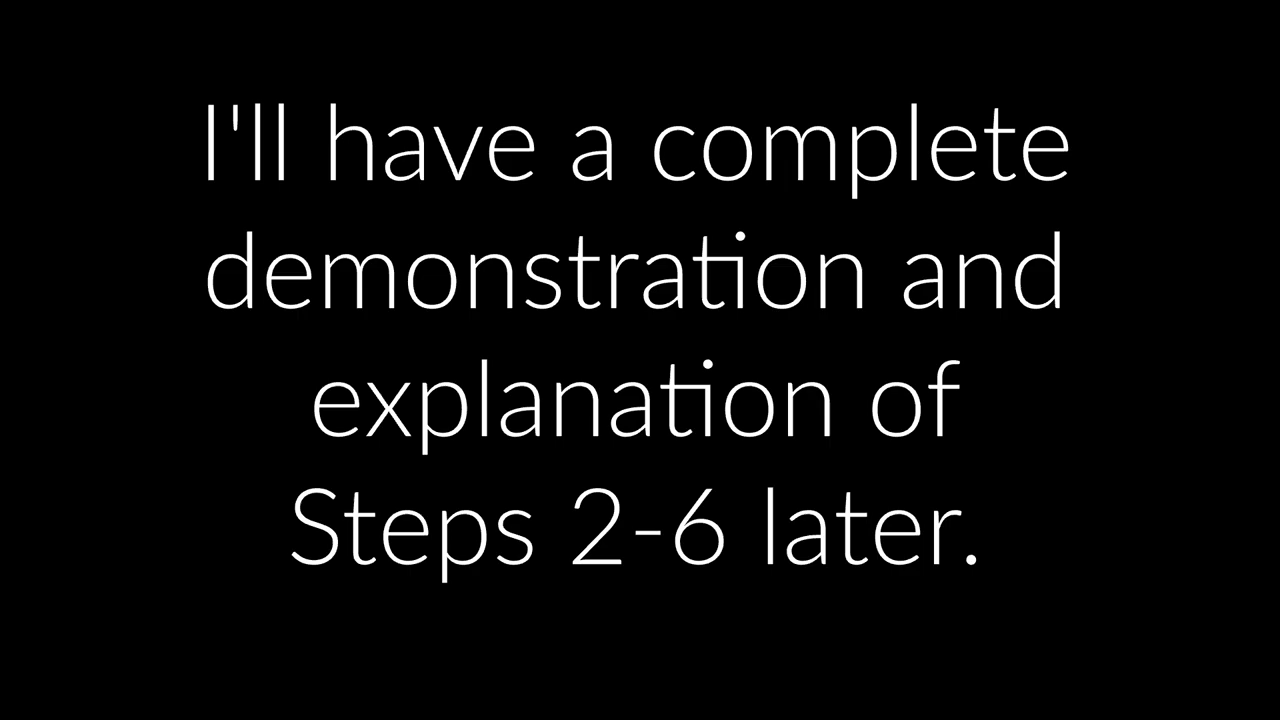 I'll have a complete
demonstration and
explanation of
Steps 2-6 later.